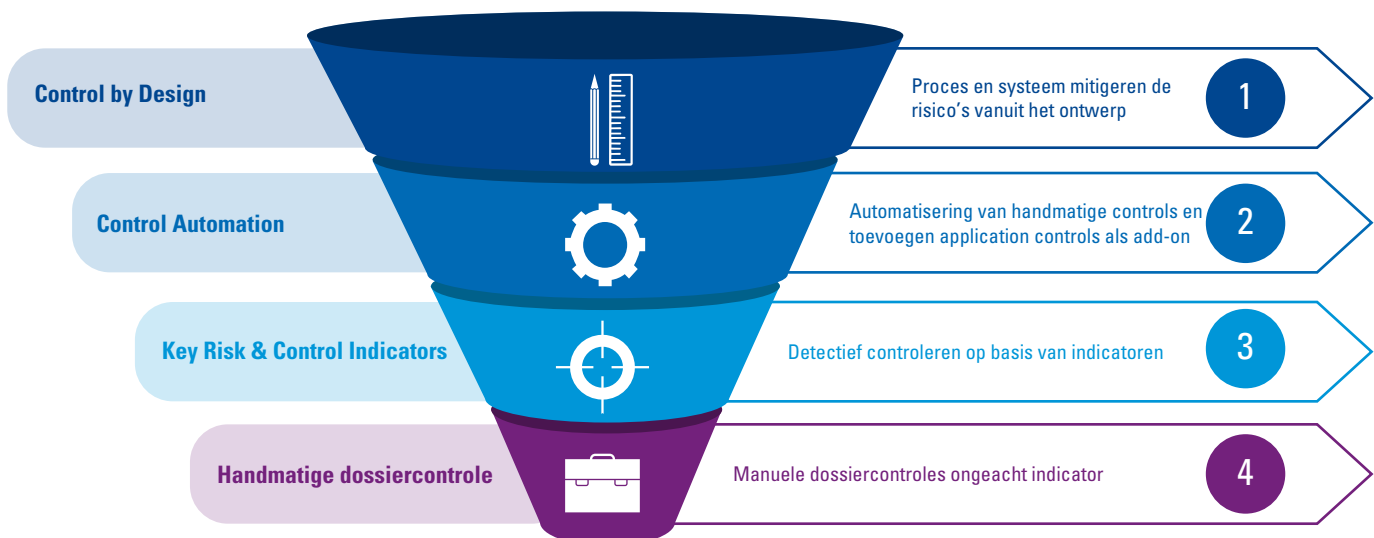 Control by Design
Proces en systeem mitigeren de
risico's vanuit het ontwerp
1
Control Automation
Automatisering van handmatige controls en
toevoegen application controls als add-on
2
Key Risk & Control Indicators
Detectief controleren op basis van indicatoren
3
Handmatige dossiercontrole
Manuele dossiercontroles ongeacht indicator
4